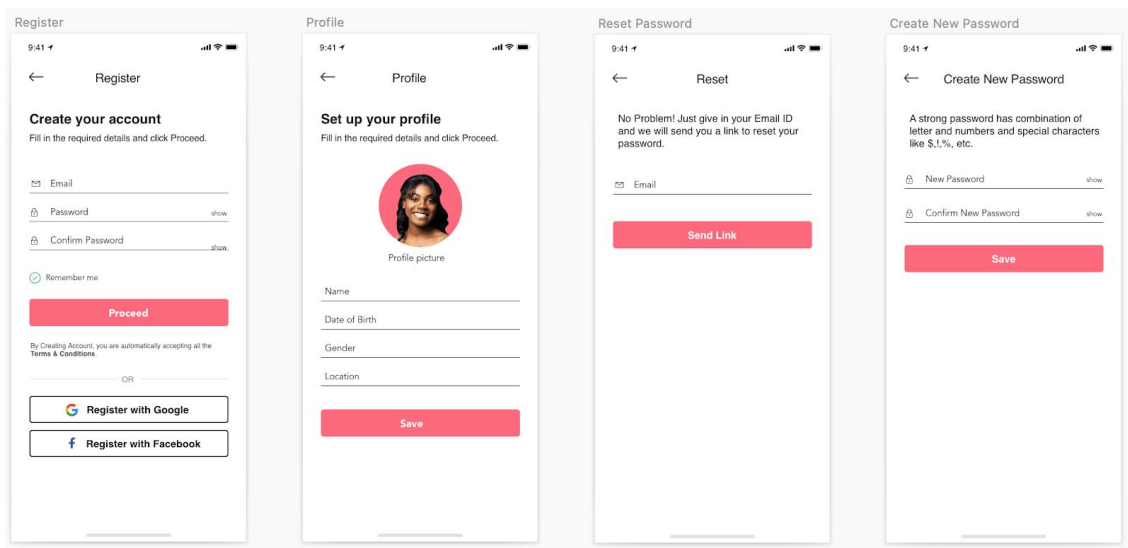 Register
9:41
Register
Create your account
Fill in the required details and click Proceed.
Email
Password show
Confirm Password show
Remember me
Proceed
By Creating Account, you are automatically accepting all the
Terms & Conditions.
OR
Register with Google
Register with Facebook
Profile
9:41
Profile
Set up your profile
Fill in the required details and click Proceed.
Profile picture
Name
Date of Birth
Gender
Location
Save
Reset Password
9:41
Reset
No Problem! Just give in your Email ID
and we will send you a link to reset your
password.
Email
Send Link
Create New Password
9:41
Create New Password
A strong password has combination of
letter and numbers and special characters
like $,!,%, etc.
New Password show
Confirm New Password show
Save